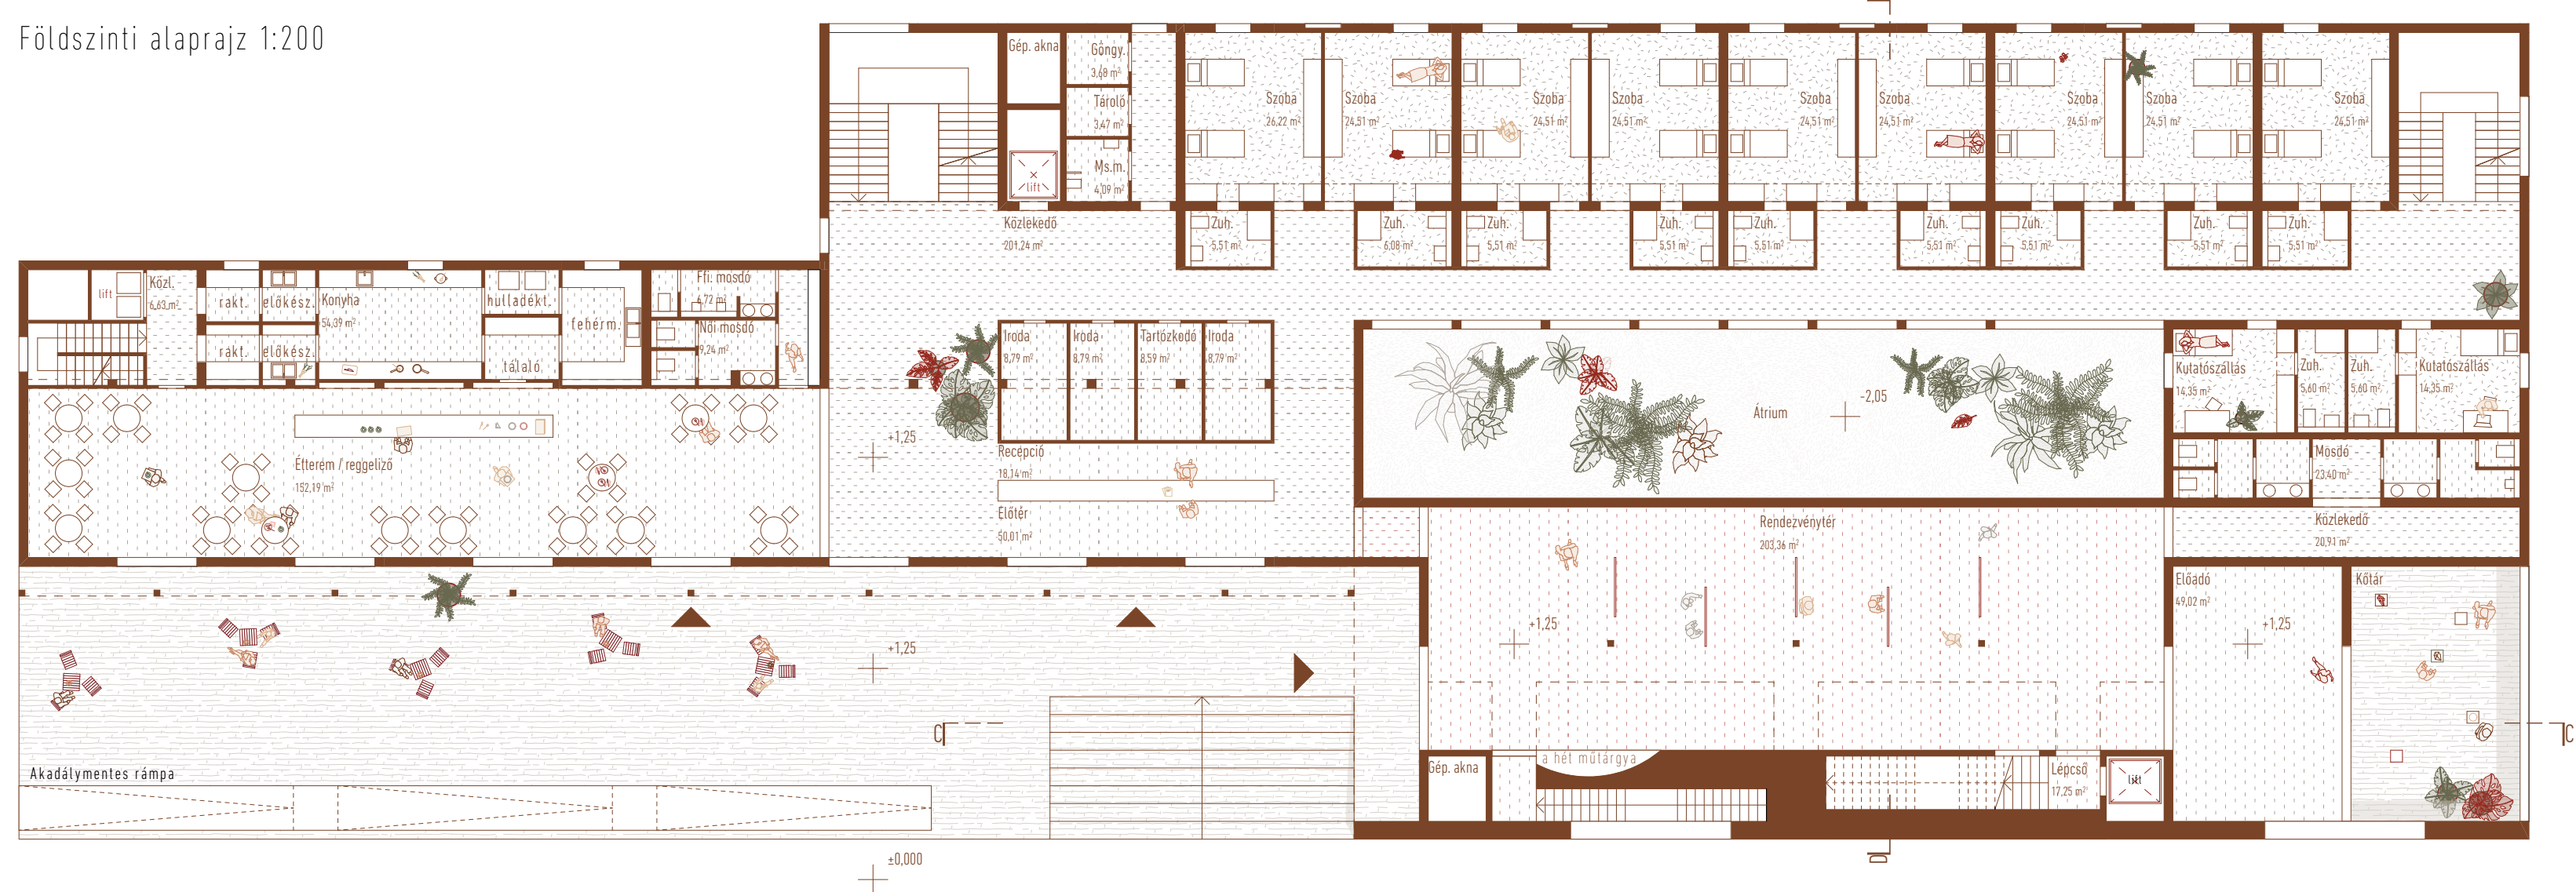 Földszinti alaprajz 1:200
Gép. akna
Göngy.
3,68 m²
Tároló
3,47 m²
Ms.m.
4,09 m²
lift
Szoba
26,22 m²
Szoba
24,51 m²
Szoba
24,51 m²
Szoba
24,51 m²
Szoba
24,51 m²
Szoba
24,51 m²
Szoba
24,51 m²
Szoba
24,51 m²
Szoba
24,51 m²
Közlekedő
201,24 m²
Zuh.
5,51 m²
Zuh.
6,08 m²
Zuh.
5,51 m²
Zuh.
5,51 m²
Zuh.
5,51 m²
Zuh.
5,51 m²
Zuh.
5,51 m²
Zuh.
5,51 m²
Zuh.
5,51 m²
lift
Közl.
6,63 m²
rakt.
előkész.
Konyha
54,39 m²
hulladékt.
fehérm.
rakt.
előkész.
tálaló
Ffi. mosdó
6,72 m²
Női mosdó
9,24 m²
Iroda
8,79 m²
Iroda
8,79 m²
Tartózkodó
8,59 m²
Iroda
8,79 m²
Átrium
-2,05
Kutatószállás
14,35 m²
Zuh.
5,60 m²
Zuh.
5,60 m²
Kutatószállás
14,35 m²
Étterem / reggeliző
152,19 m²
+1,25
Recepció
18,14 m²
Előtér
50,01 m²
Mosdó
23,40 m²
Rendezvénytér
203,36 m²
Közlekedő
20,91 m²
Előadó
49,02 m²
Kőtár
+1,25
+1,25
+1,25
C
C
Akadálymentes rámpa
Gép. akna
a hét műtárgya
Lépcső
17,25 m²
lift
±0,000
D